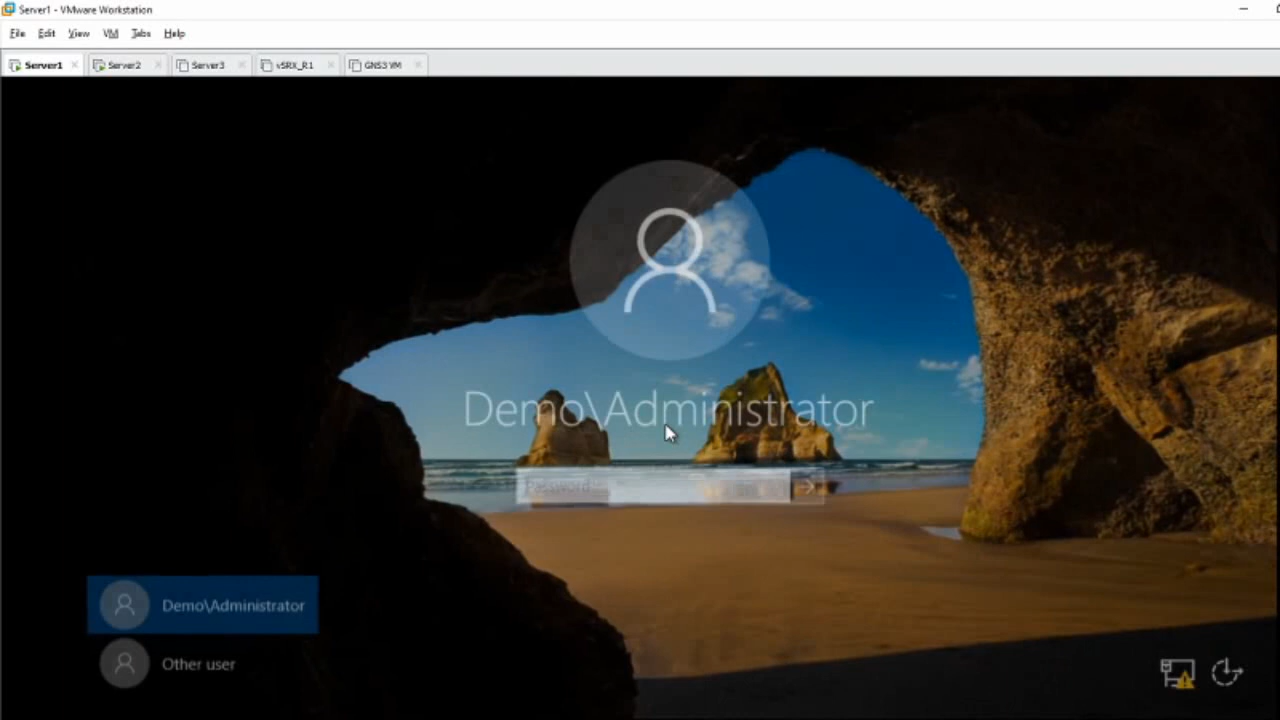 Server1 - VMware Workstation
File Edit View VM Tabs Help
Server1 Server2 Server3 vSRX_R1 GNS3 VM
Demo\Administrator
Password
Demo\Administrator
Other user